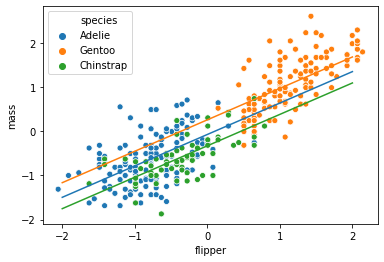 species
Adelie
Gentoo
Chinstrap
mass
2
1
0
−1
−2
−2
−1
0
1
2
flipper